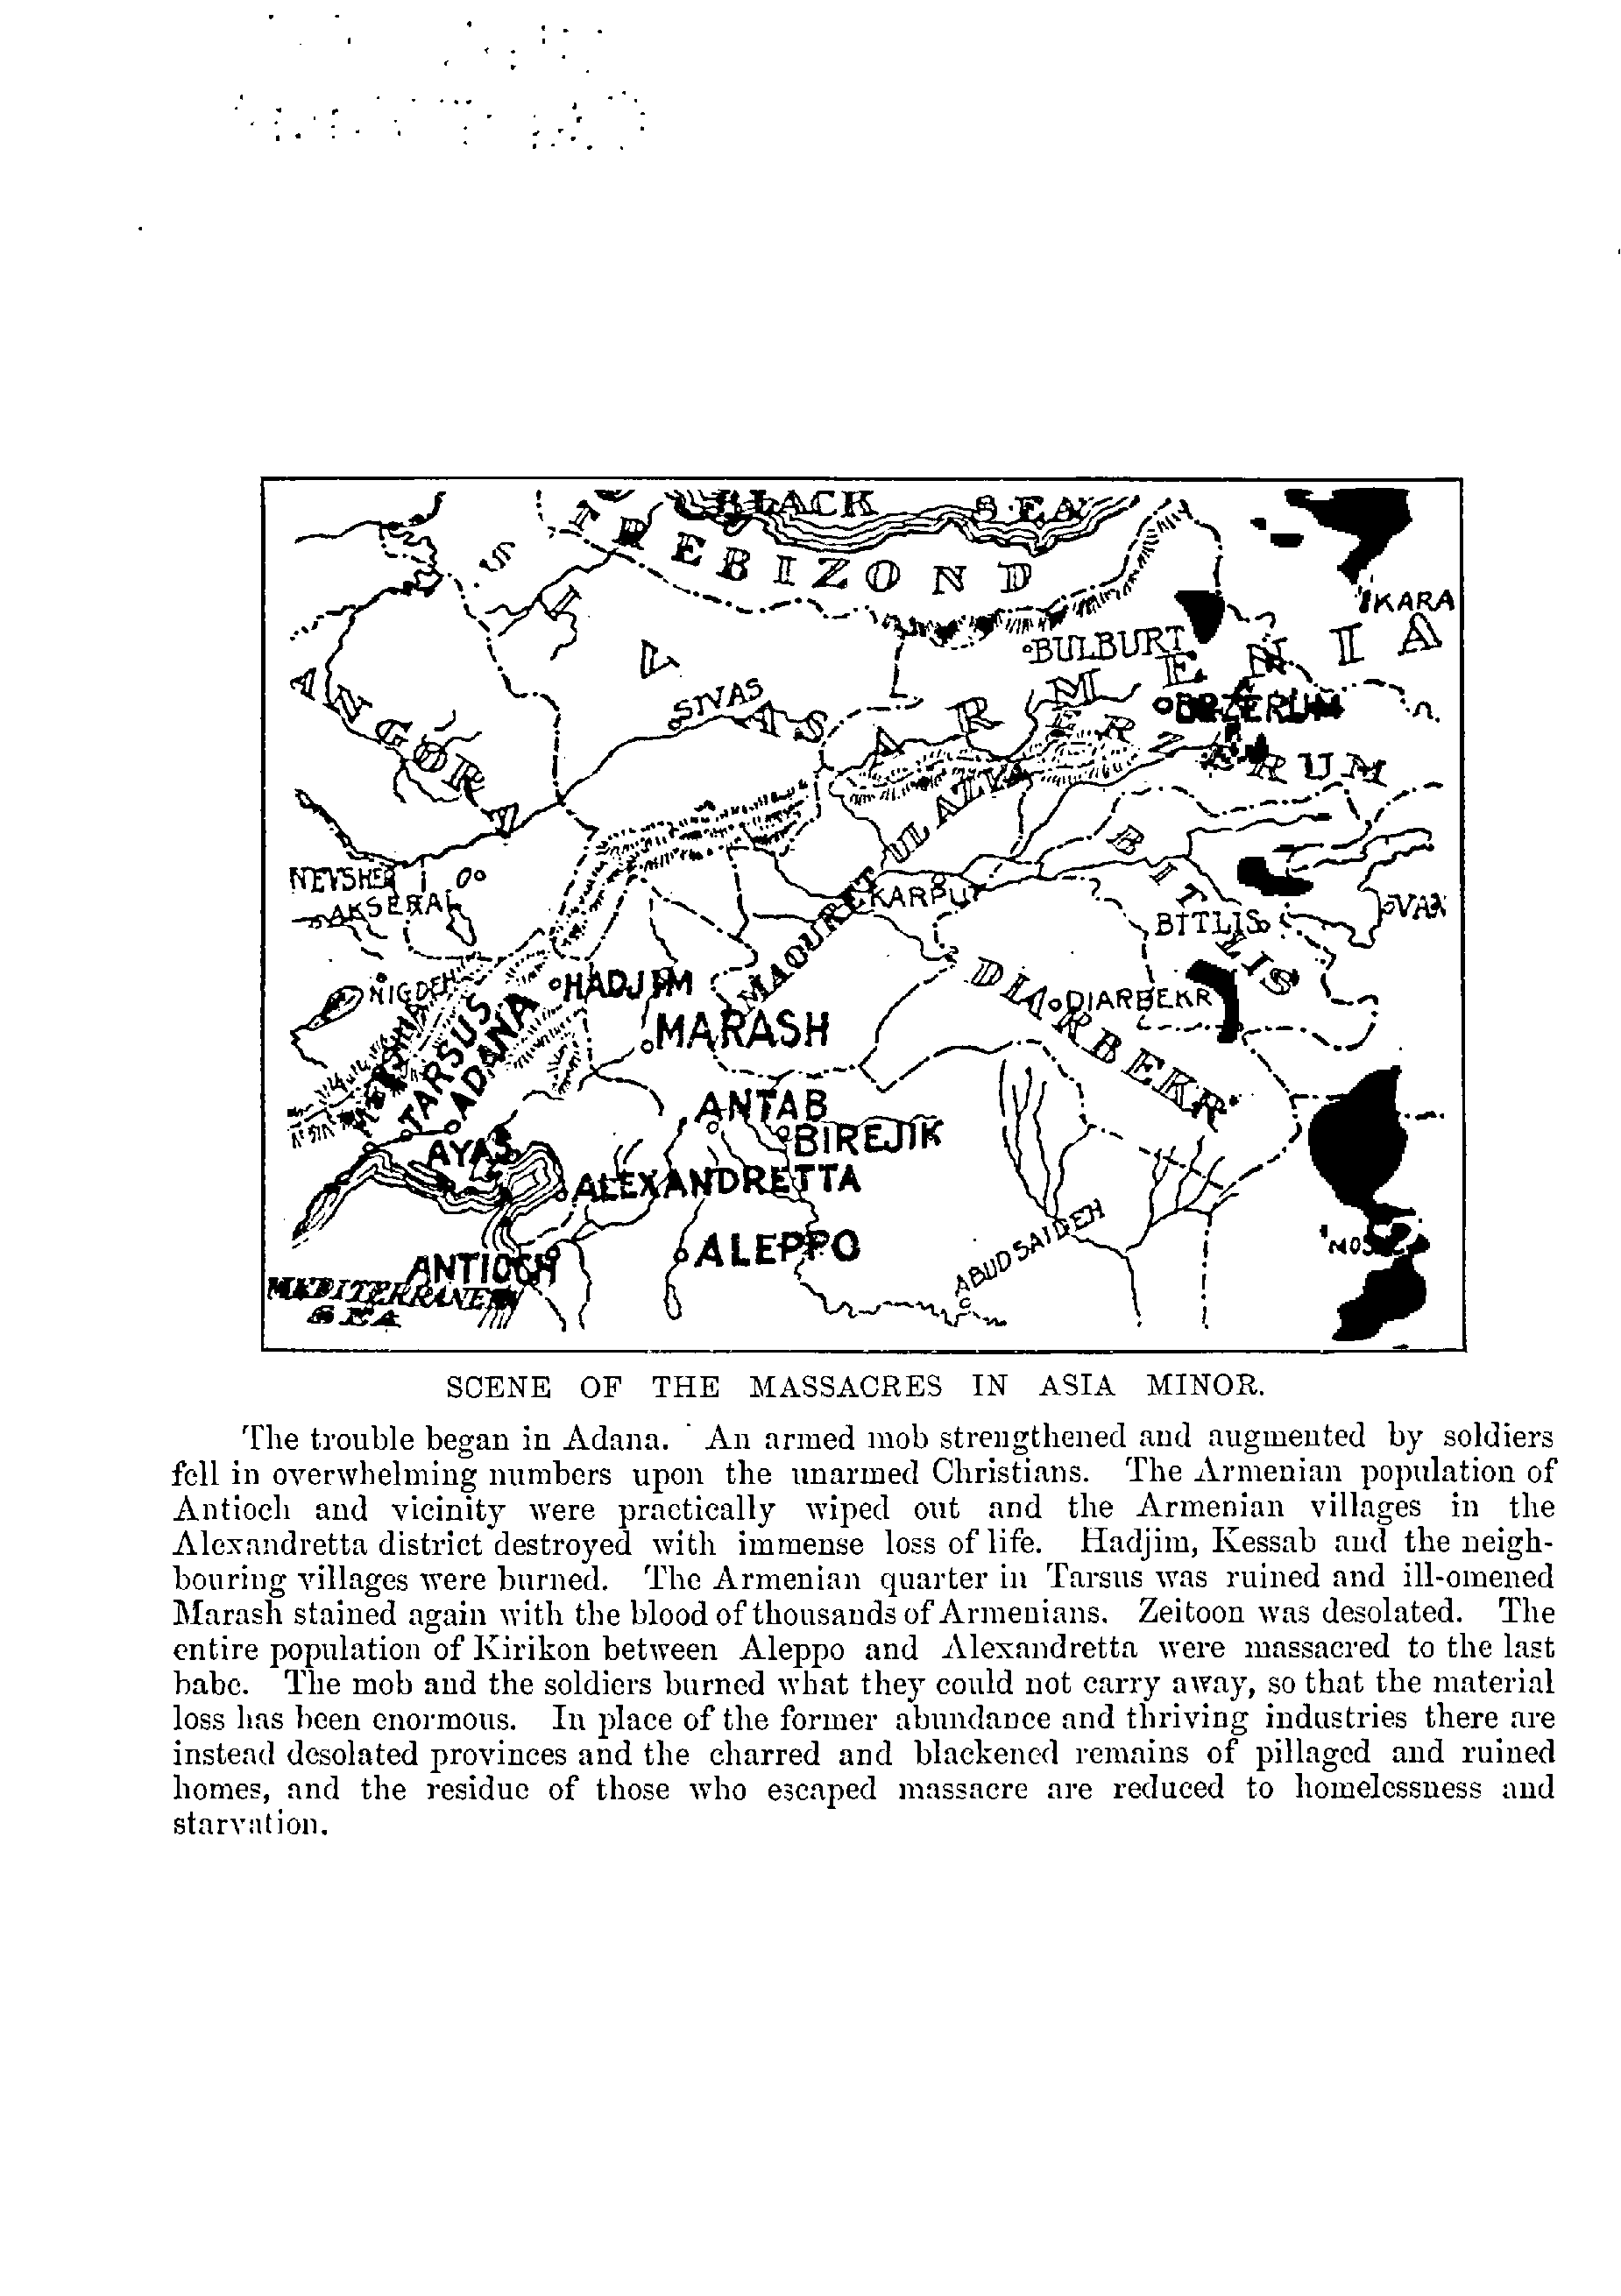 BLACK SEA
TREBIZOND
KARA
SIVAS
BULBURT
ARMENIA
ANGORA
SIVAS
ERZERUM
ERZERUM
MAOURET UL AZIZ
BITLIS
NEVSHER
AKSERAI
KARPUT
BITLIS
VAN
NIGDEH
HADJIM
DIARBEKR
DIARBEKR
TARSUS
ADANA
MARASH
ANTAB
BIREJIK
AYAS
ALEXANDRETTA
ABUDSAIDEH
ALEPPO
ANTIOCH
MEDITERRANEAN
SEA
SCENE OF THE MASSACRES IN ASIA MINOR.
The trouble began in Adana. An armed mob strengthened and augmented by soldiers
fell in overwhelming numbers upon the unarmed Christians. The Armenian population of
Antioch and vicinity were practically wiped out and the Armenian villages in the
Alexandretta district destroyed with immense loss of life. Hadjim, Kessab and the neigh-
bouring villages were burned. The Armenian quarter in Tarsus was ruined and ill-omened
Marash stained again with the blood of thousands of Armenians. Zeitoon was desolated. The
entire population of Kirikon between Aleppo and Alexandretta were massacred to the last
babe. The mob and the soldiers burned what they could not carry away, so that the material
loss has been enormous. In place of the former abundance and thriving industries there are
instead desolated provinces and the charred and blackened remains of pillaged and ruined
homes, and the residue of those who escaped massacre are reduced to homelessness and
starvation.